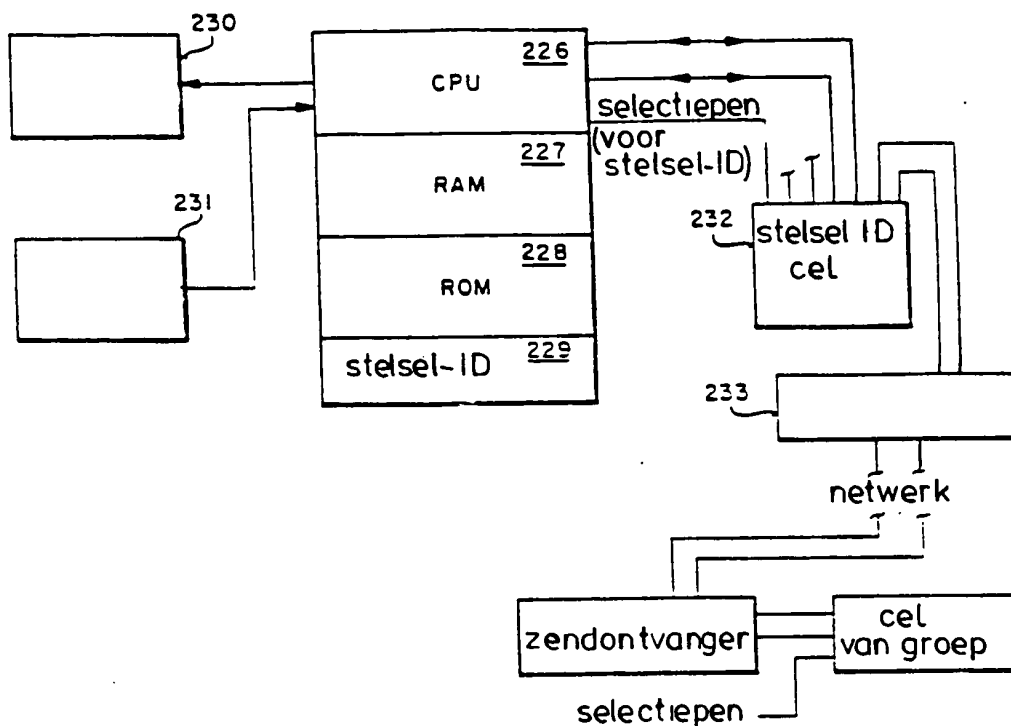 230
226
CPU
selectiepen
(voor
stelsel-ID)
227
RAM
231
232
stelsel ID
cel
228
ROM
229
stelsel-ID
233
netwerk
zendontvanger
cel
van groep
selectiepen